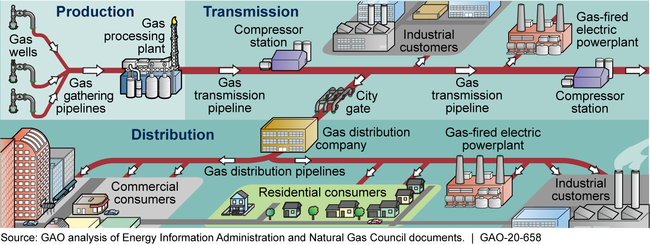 Production
Transmission
Gas
wells
Gas
processing
plant
Gas
gathering
pipelines
Compressor
station
Industrial
customers
Gas-fired
electric
powerplant
Gas
transmission
pipeline
City
gate
Gas
transmission
pipeline
Compressor
station
Distribution
Gas distribution
company
Gas-fired electric
powerplant
Gas distribution pipelines
Commercial
consumers
Residential consumers
Industrial
customers
Source: GAO analysis of Energy Information Administration and Natural Gas Council documents. | GAO-20-658